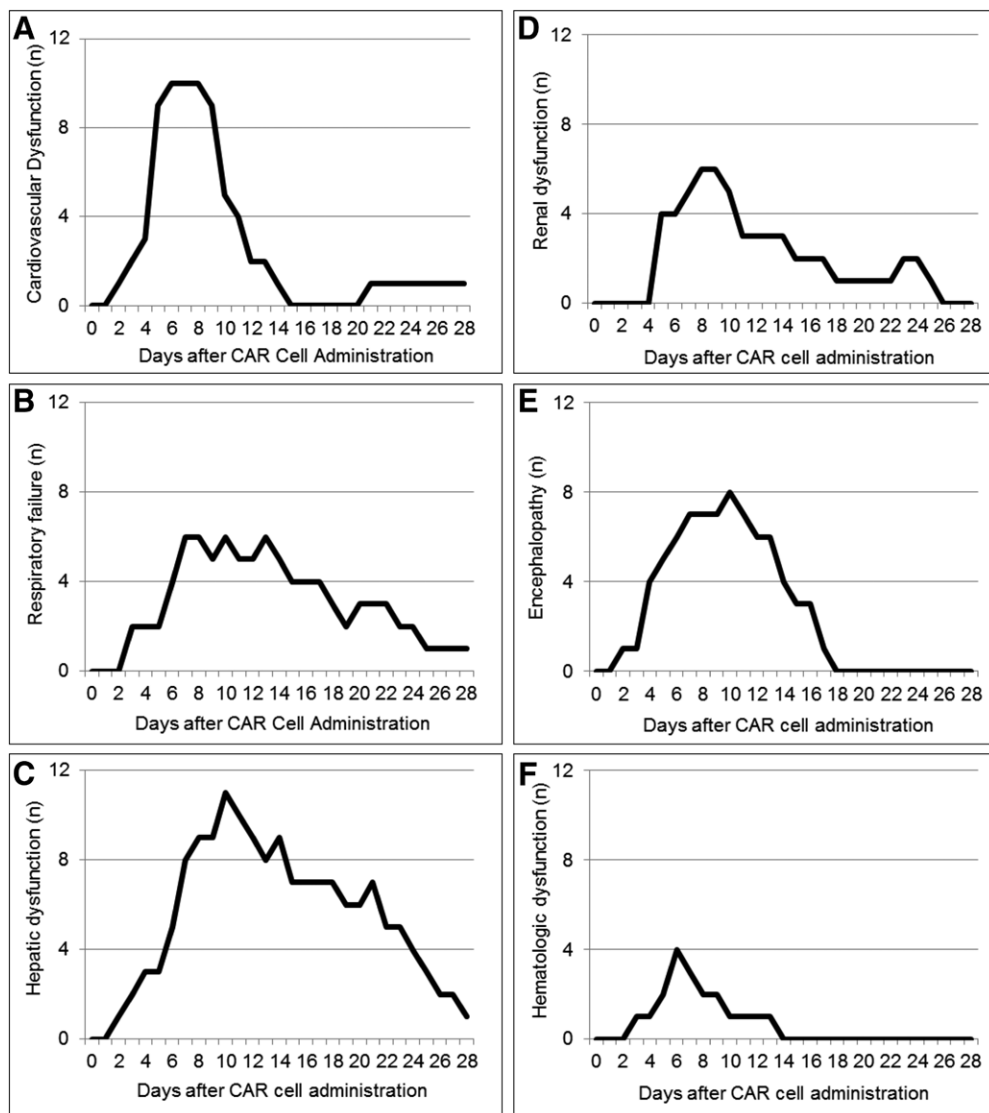 A
12
8
4
0
Cardiovascular Dysfunction (n)
0 2 4 6 8 10 12 14 16 18 20 22 24 26 28
Days after CAR Cell Administration
D
12
8
4
0
Renal dysfunction (n)
0 2 4 6 8 10 12 14 16 18 20 22 24 26 28
Days after CAR cell administration
B
12
8
4
0
Respiratory failure (n)
0 2 4 6 8 10 12 14 16 18 20 22 24 26 28
Days after CAR Cell Administration
E
12
8
4
0
Encephalopathy (n)
0 2 4 6 8 10 12 14 16 18 20 22 24 26 28
Days after CAR cell administration
C
12
8
4
0
Hepatic dysfunction (n)
0 2 4 6 8 10 12 14 16 18 20 22 24 26 28
Days after CAR cell administration
F
12
8
4
0
Hematologic dysfunction (n)
0 2 4 6 8 10 12 14 16 18 20 22 24 26 28
Days after CAR cell administration